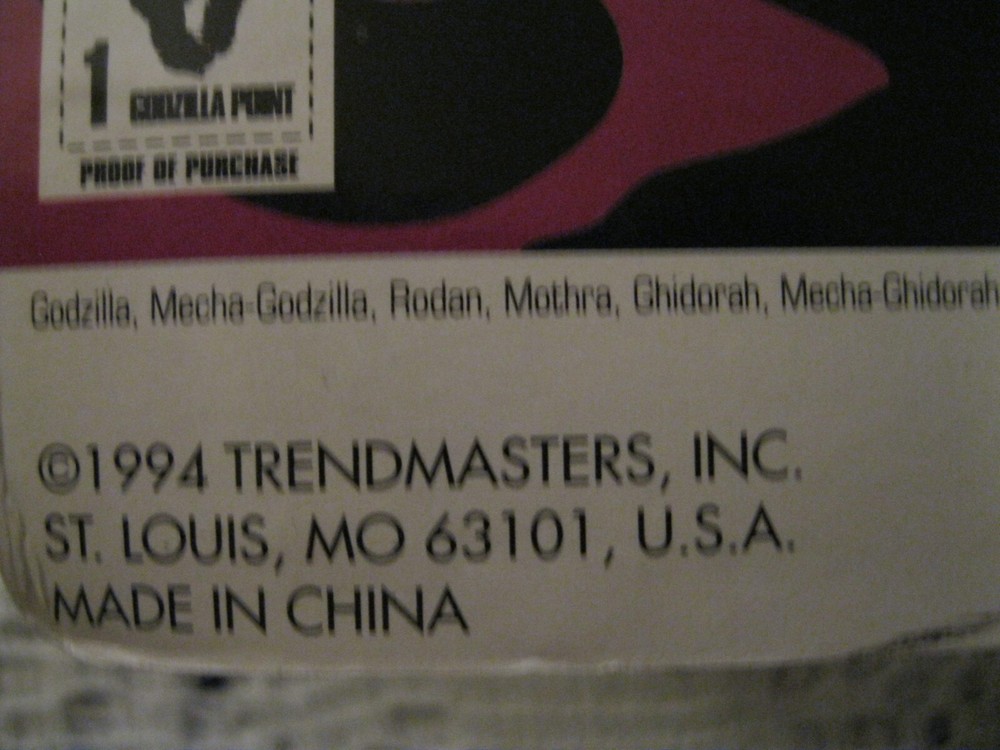 1 GODZILLA POINT
PROOF OF PURCHASE
Godzilla, Mecha-Godzilla, Rodan, Mothra, Ghidorah, Mecha-Ghidorah
©1994 TRENDMASTERS, INC.
ST. LOUIS, MO 63101, U.S.A.
MADE IN CHINA